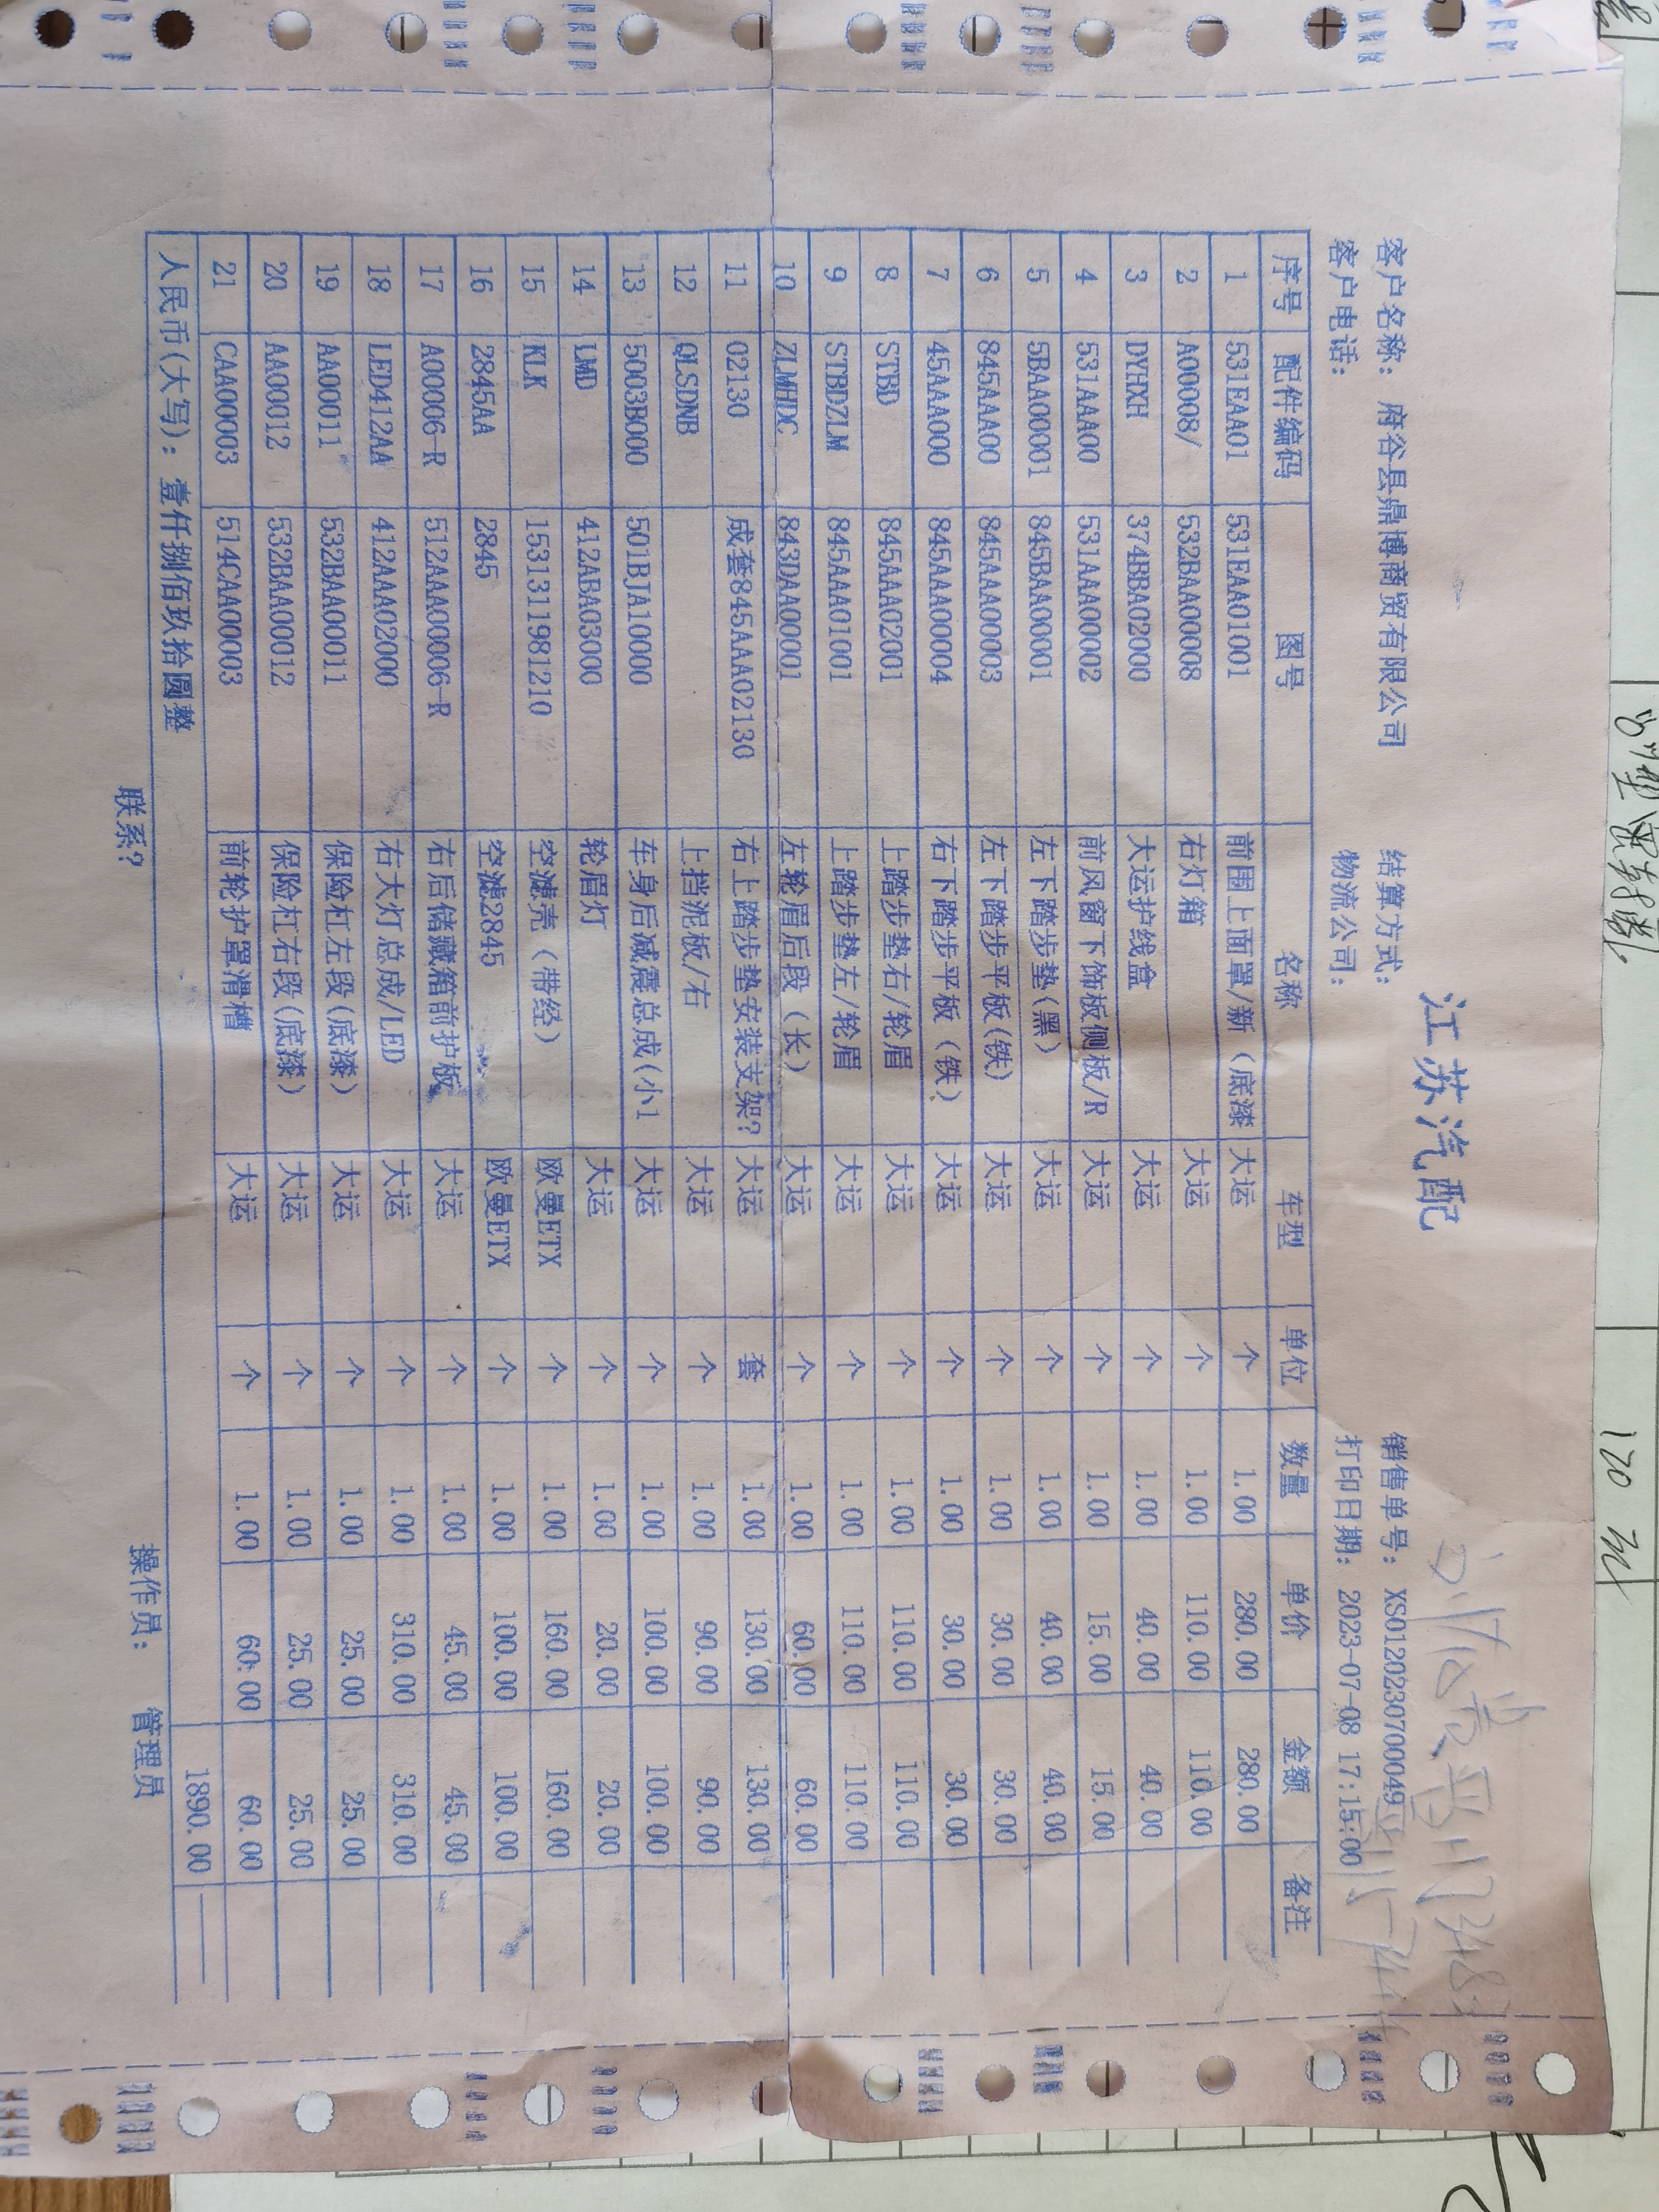 江苏汽配
客户名称: 府谷县鼎博商贸有限公司 结算方式: 销售单号: XS01202307000049
客户电话: 物流公司: 打印日期: 2023-07-08 17:15:00
序号 配件编码 图号 名称 车型 单位 数量 单价 金额 备注
1 531EAA01 531EAA01001 前围上面罩/新（底漆 大运 个 1.00 280.00 280.00
2 A00008/ 532BAA00008 右灯箱 大运 个 1.00 110.00 110.00
3 DYHXH 374BBA02000 大运护线盒 大运 个 1.00 40.00 40.00
4 531AAA00 531AAA00002 前风窗下饰板侧板/R 大运 个 1.00 15.00 15.00
5 5BAA00001 845BAA00001 左下踏步垫(黑) 大运 个 1.00 40.00 40.00
6 845AAA00 845AAA00003 左下踏步平板(铁) 大运 个 1.00 30.00 30.00
7 45AAA000 845AAA00004 右下踏步平板（铁） 大运 个 1.00 30.00 30.00
8 STBD 845AAA02001 上踏步垫右/轮眉 大运 个 1.00 110.00 110.00
9 STBDZLM 845AAA01001 上踏步垫左/轮眉 大运 个 1.00 110.00 110.00
10 ZLMHDC 843DAA00001 左轮眉后段（长） 大运 个 1.00 60.00 60.00
11 02130 成套845AAA02130 右上踏步垫安装支架? 大运 套 1.00 130.00 130.00
12 QLSDNB 上挡泥板/右 大运 个 1.00 90.00 90.00
13 5003B000 501BJA10000 车身后减震总成(小1 大运 个 1.00 100.00 100.00
14 LMD 412ABA03000 轮眉灯 大运 个 1.00 20.00 20.00
15 KLK 1531311981210 空滤壳（带经） 欧曼ETX 个 1.00 160.00 160.00
16 2845AA 2845 空滤2845 欧曼ETX 个 1.00 100.00 100.00
17 A00006-R 512AAA00006-R 右后储藏箱前护板 大运 个 1.00 45.00 45.00
18 LED412AA 412AAA02000 右大灯总成/LED 大运 个 1.00 310.00 310.00
19 AA00011 532BAA00011 保险杠左段(底漆) 大运 个 1.00 25.00 25.00
20 AA00012 532BAA00012 保险杠右段(底漆) 大运 个 1.00 25.00 25.00
21 CAA00003 514CAA00003 前轮护罩滑槽 大运 个 1.00 60.00 60.00
人民币(大写): 壹仟捌佰玖拾圆整 1890.00 ——
联系? 操作员: 管理员